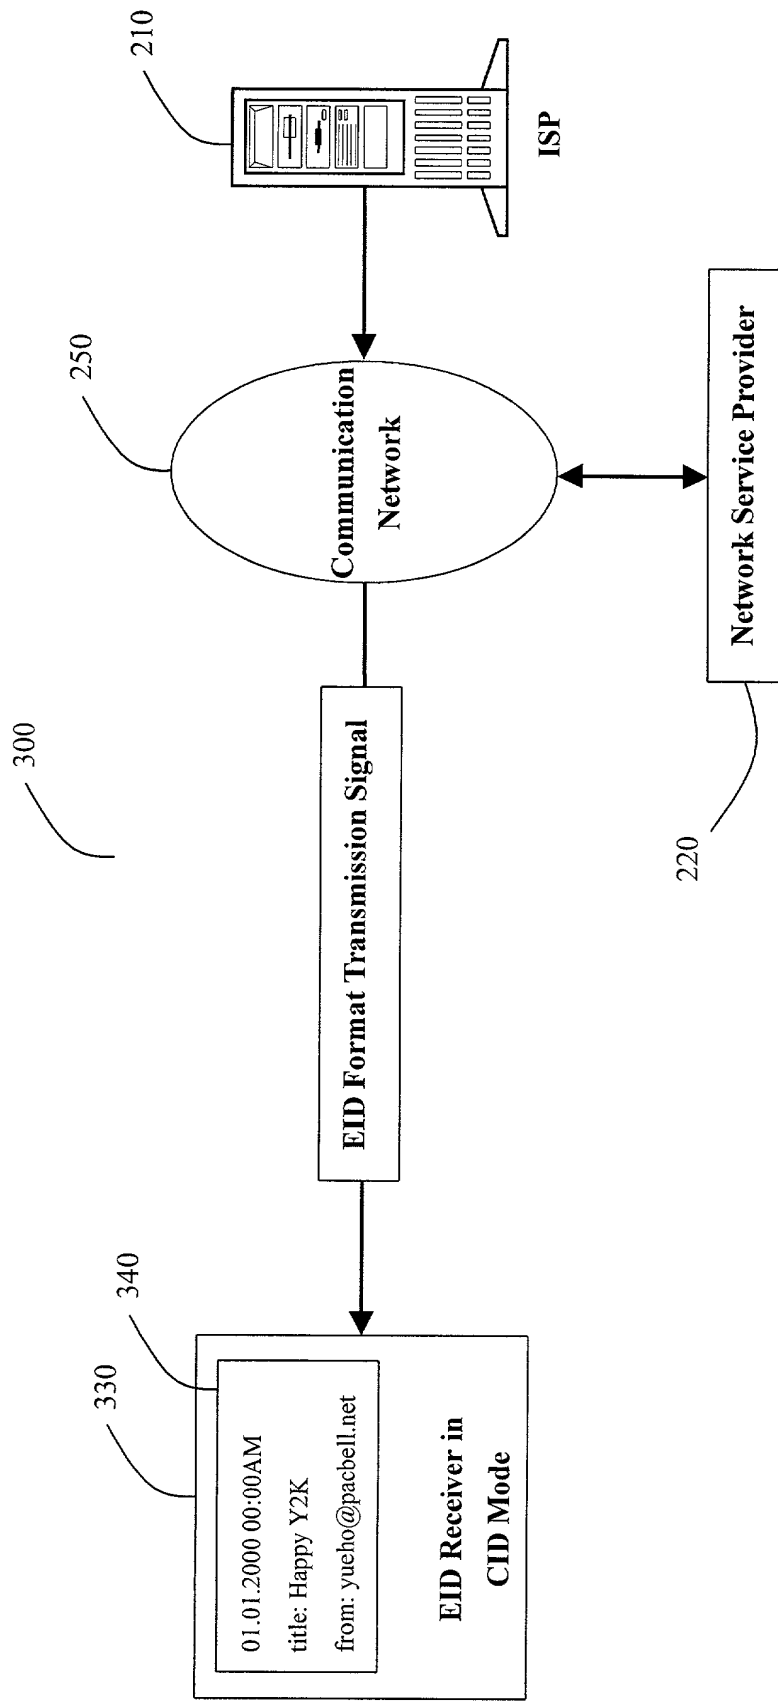 300
330
340
01.01.2000 00:00AM
title: Happy Y2K
from: yueho@pacbell.net
EID Receiver in
CID Mode
EID Format Transmission Signal
250
Communication
Network
210
ISP
220
Network Service Provider